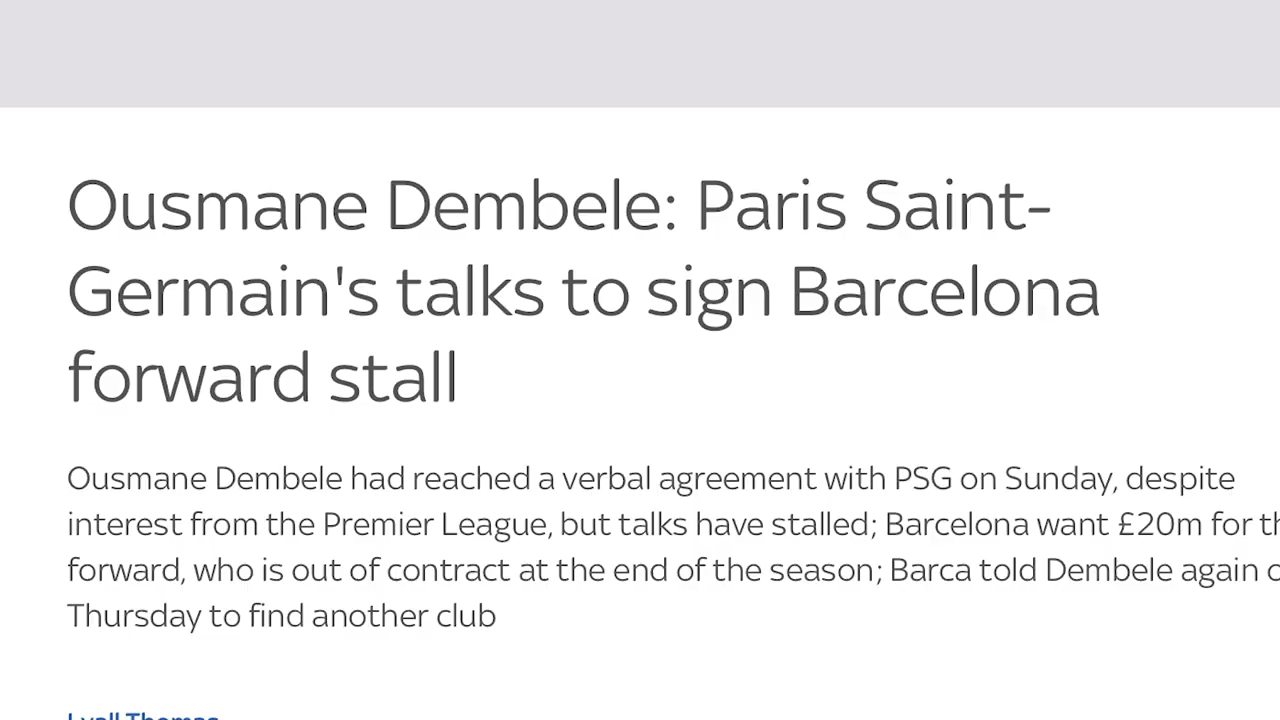 Ousmane Dembele: Paris Saint-
Germain's talks to sign Barcelona
forward stall
Ousmane Dembele had reached a verbal agreement with PSG on Sunday, despite
interest from the Premier League, but talks have stalled; Barcelona want £20m for
forward, who is out of contract at the end of the season; Barca told Dembele again
Thursday to find another club
Lyall Thomas